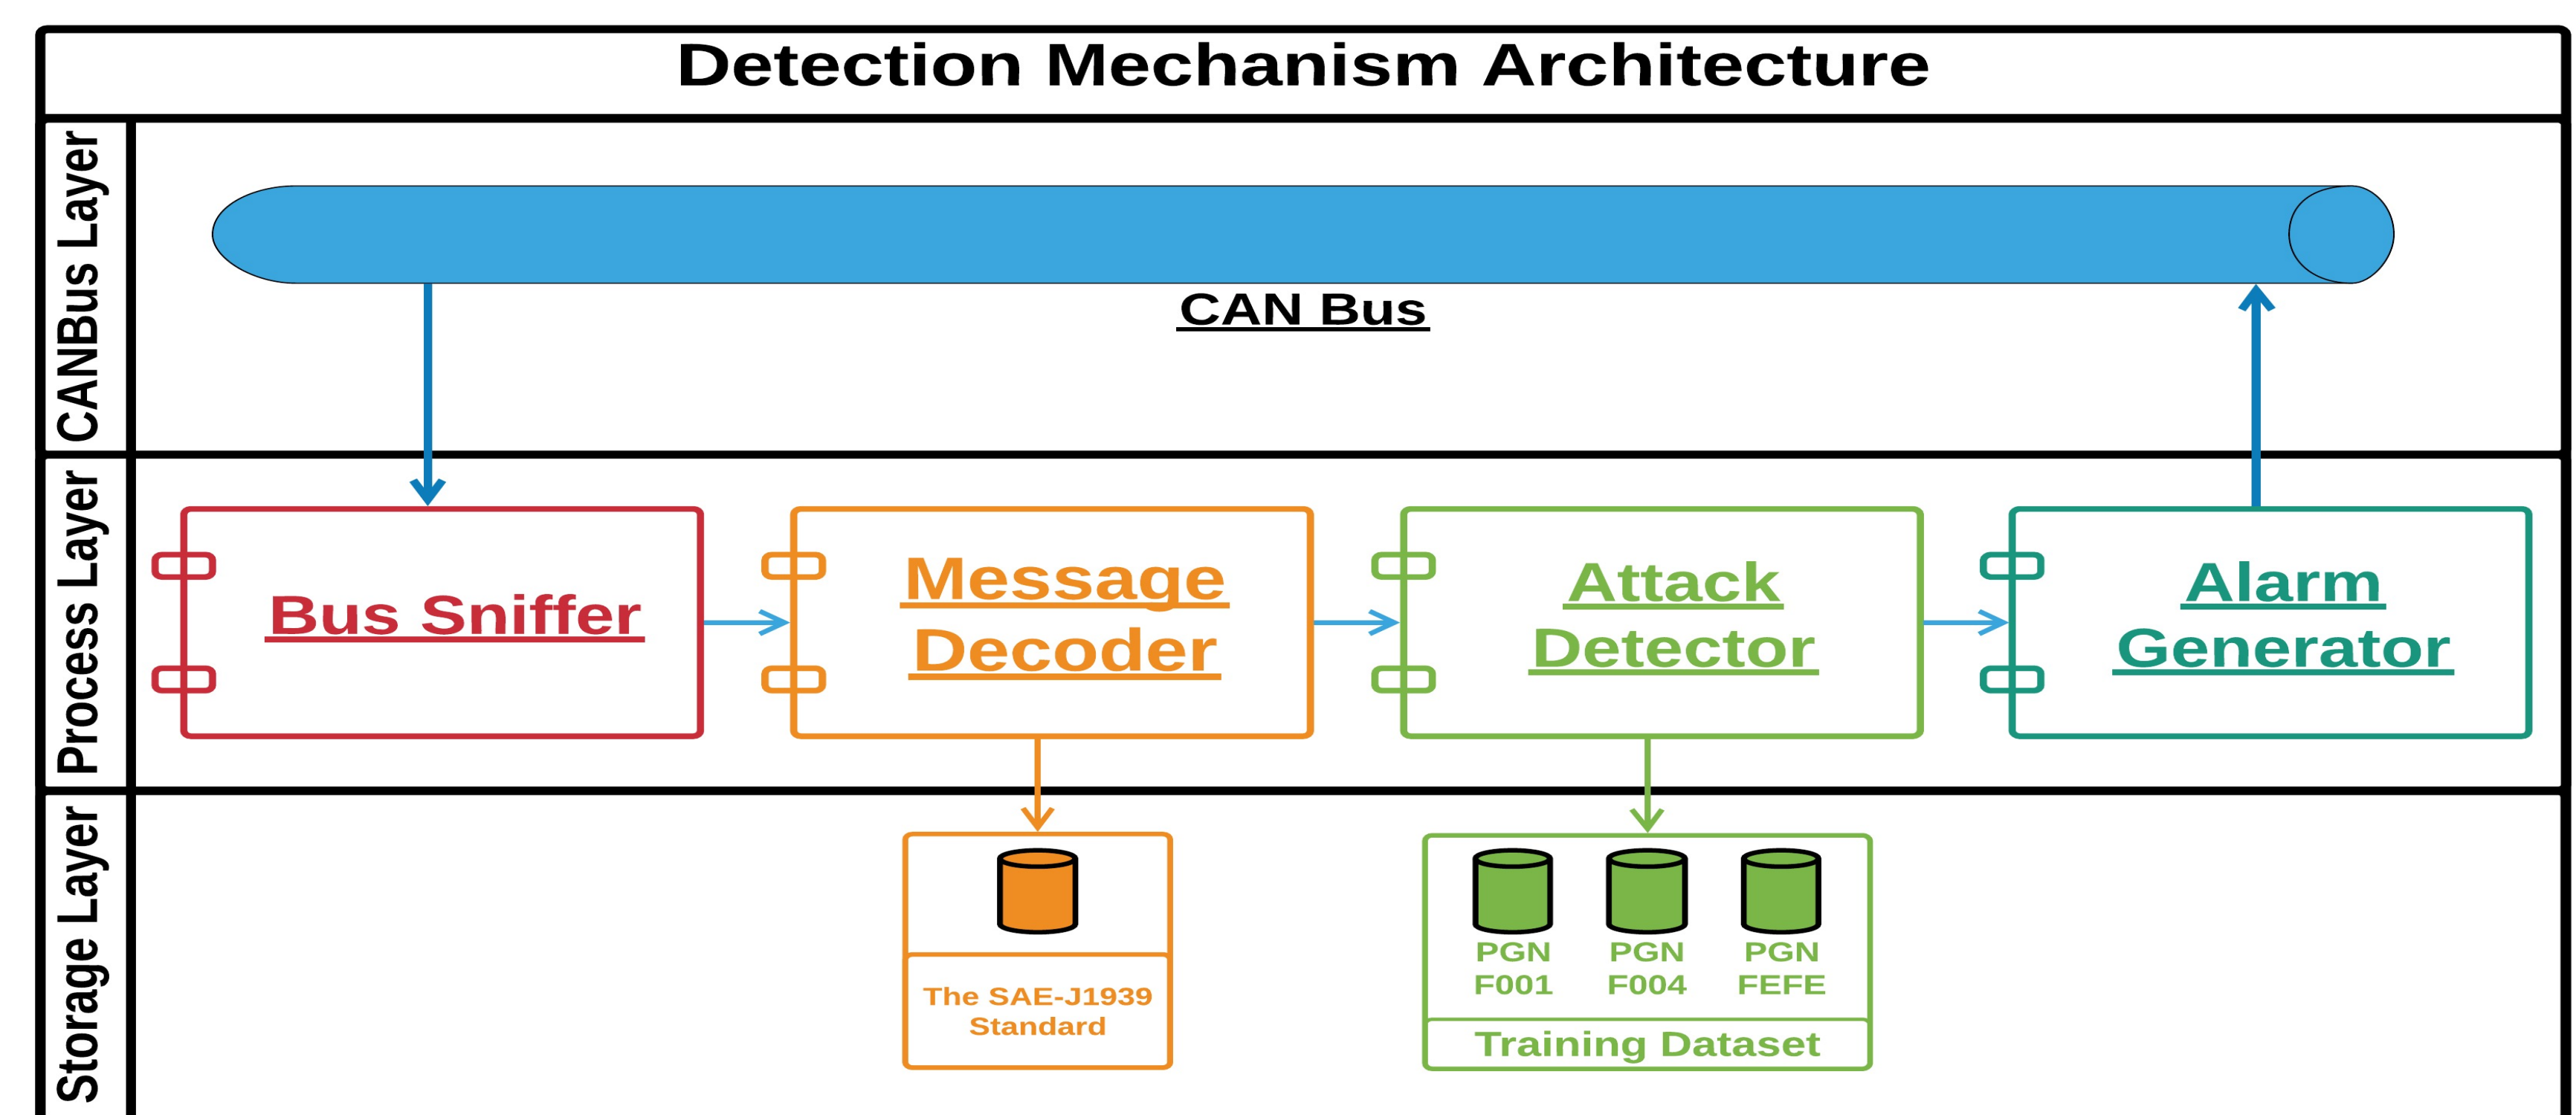 Detection Mechanism Architecture
CANBus Layer
CAN Bus
Process Layer
Bus Sniffer
Message
Decoder
Attack
Detector
Alarm
Generator
Storage Layer
The SAE-J1939
Standard
PGN
F001
PGN
F004
PGN
FEFE
Training Dataset